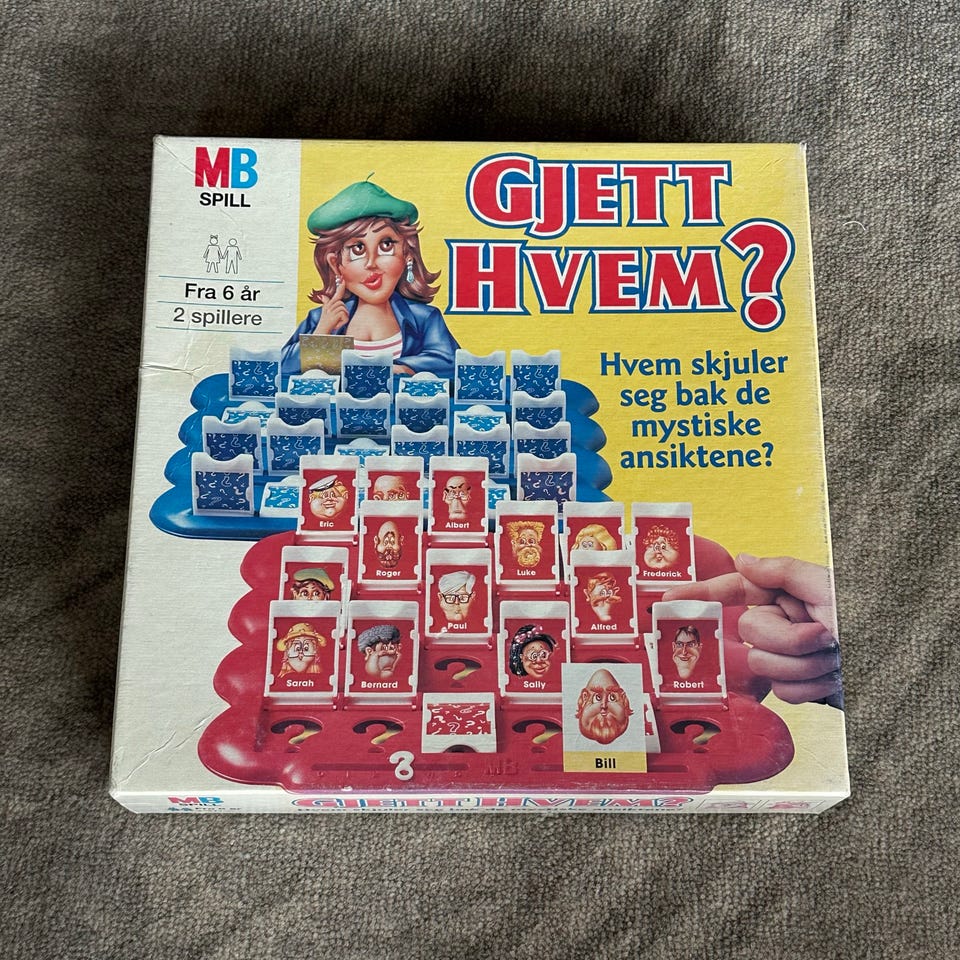 MB
SPILL
Fra 6 år
2 spillere
GJETT
HVEM?
Hvem skjuler
seg bak de
mystiske
ansiktene?
Eric
Albert
Roger
Luke
Frederick
Paul
Alfred
Sarah
Bernard
Sally
Robert
Bill
MB
MB
SPILL
GJETT HVEM?